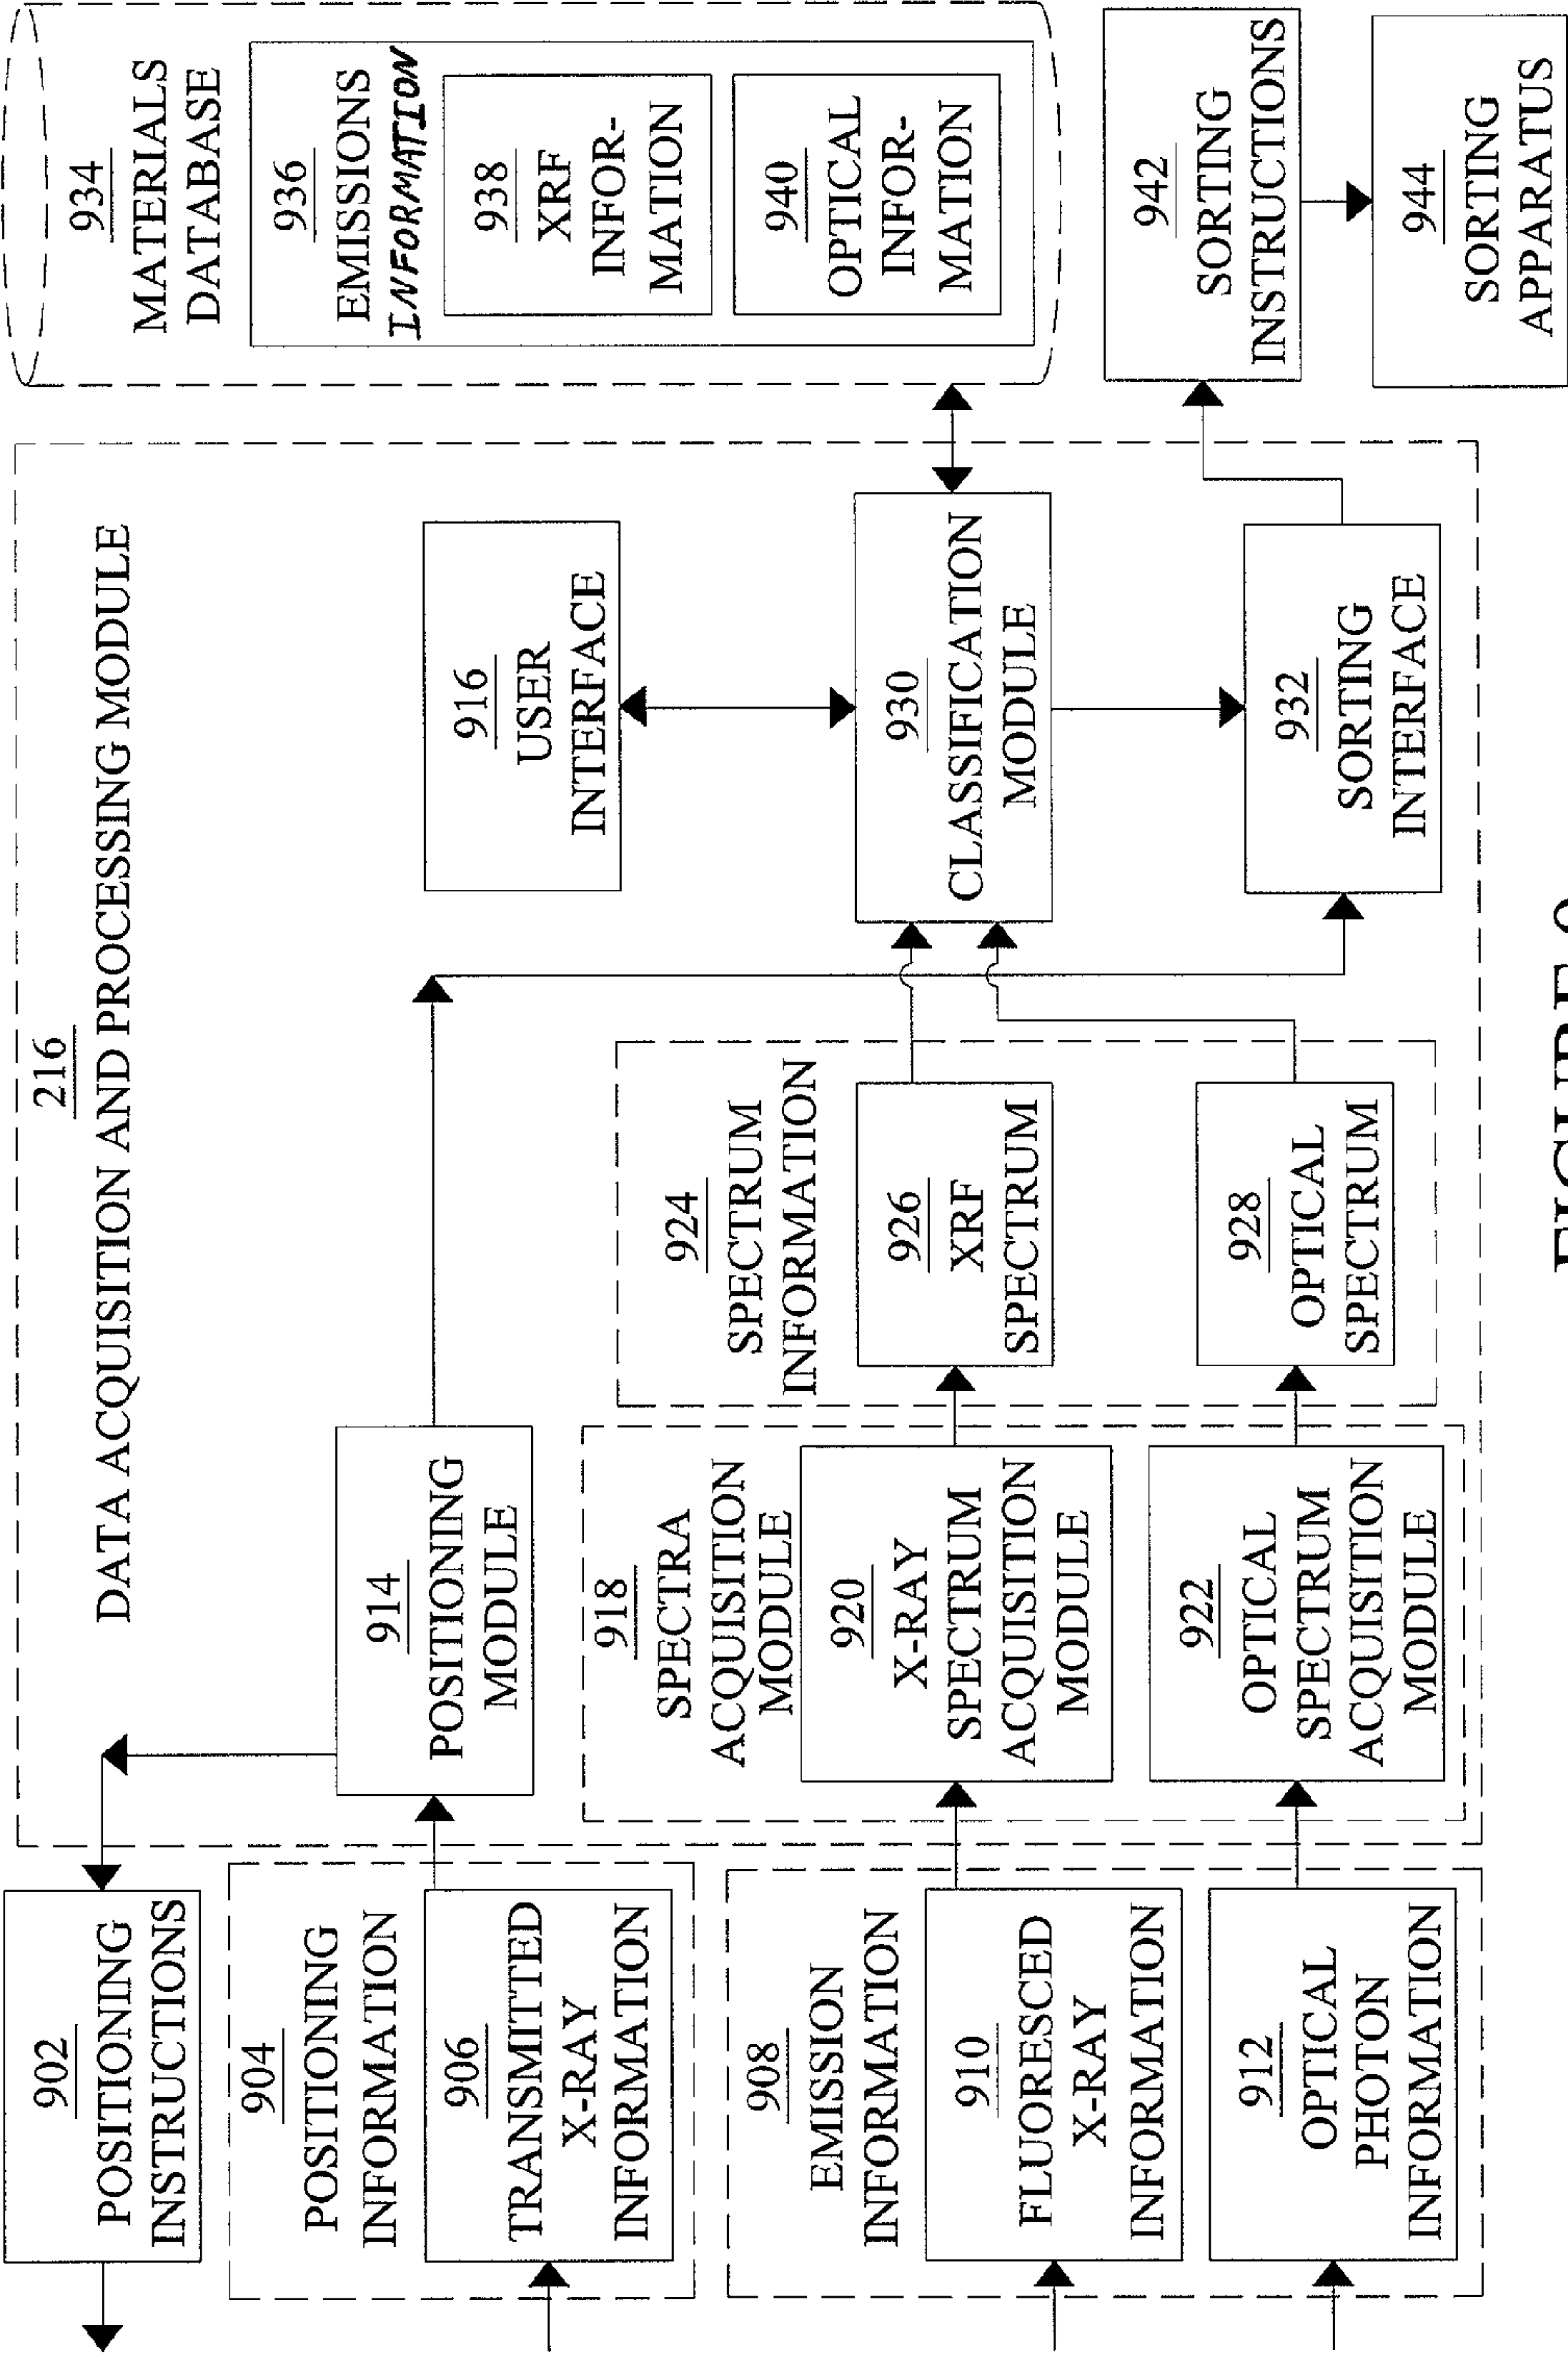 902
POSITIONING
INSTRUCTIONS
904
POSITIONING
INFORMATION
906
TRANSMITTED
X-RAY
INFORMATION
908
EMISSION
INFORMATION
910
FLUORESCED
X-RAY
INFORMATION
912
OPTICAL
PHOTON
INFORMATION
216
DATA ACQUISITION AND PROCESSING MODULE
914
POSITIONING
MODULE
918
SPECTRA
ACQUISITION
MODULE
920
X-RAY
SPECTRUM
ACQUISITION
MODULE
922
OPTICAL
SPECTRUM
ACQUISITION
MODULE
924
SPECTRUM
INFORMATION
926
XRF
SPECTRUM
928
OPTICAL
SPECTRUM
916
USER
INTERFACE
930
CLASSIFICATION
MODULE
932
SORTING
INTERFACE
934
MATERIALS
DATABASE
936
EMISSIONS
INFORMATION
938
XRF
INFOR-
MATION
940
OPTICAL
INFOR-
MATION
942
SORTING
INSTRUCTIONS
944
SORTING
APPARATUS